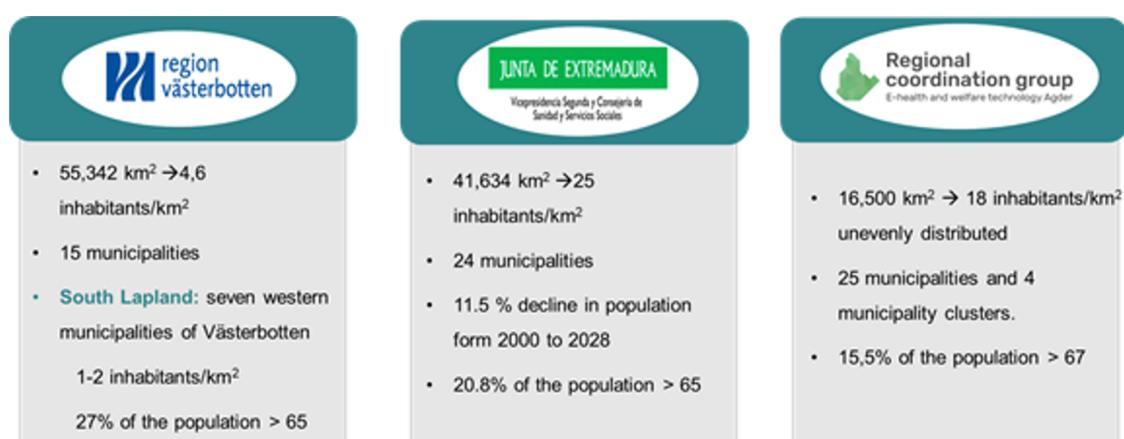 region
västerbotten
55,342 km² →4,6
inhabitants/km²
15 municipalities
South Lapland: seven western
municipalities of Västerbotten
1-2 inhabitants/km²
27% of the population > 65
JUNTA DE EXTREMADURA
Vicepresidencia Segunda y Consejería de
Sanidad y Servicios Sociales
41,634 km² →25
inhabitants/km²
24 municipalities
11.5 % decline in population
form 2000 to 2028
20.8% of the population > 65
Regional
coordination group
E-health and welfare technology Agder
16,500 km² → 18 inhabitants/km²
unevenly distributed
25 municipalities and 4
municipality clusters.
15,5% of the population > 67